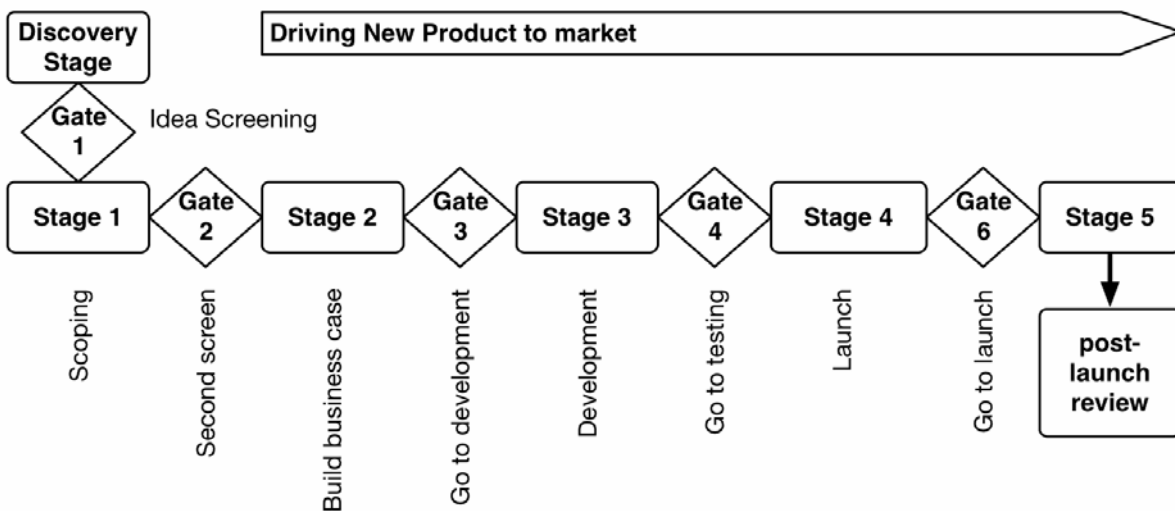 Discovery
Stage
Driving New Product to market
Gate
1
Idea Screening
Stage 1
Gate
2
Stage 2
Gate
3
Stage 3
Gate
4
Stage 4
Gate
6
Stage 5
Scoping
Second screen
Build business case
Go to development
Development
Go to testing
Launch
Go to launch
post-
launch
review